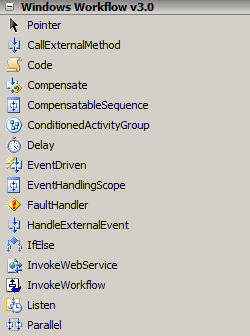 Windows Workflow v3.0
Pointer
CallExternalMethod
Code
Compensate
CompensatableSequence
ConditionedActivityGroup
Delay
EventDriven
EventHandlingScope
FaultHandler
HandleExternalEvent
IfElse
InvokeWebService
InvokeWorkflow
Listen
Parallel